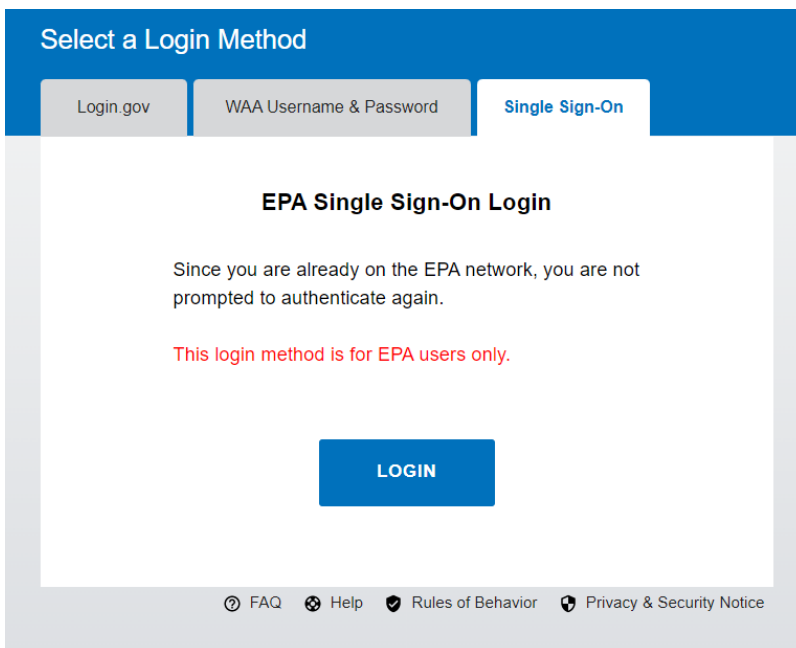 Select a Login Method
Login.gov
WAA Username & Password
Single Sign-On
EPA Single Sign-On Login
Since you are already on the EPA network, you are not
prompted to authenticate again.
This login method is for EPA users only.
LOGIN
FAQ Help Rules of Behavior Privacy & Security Notice